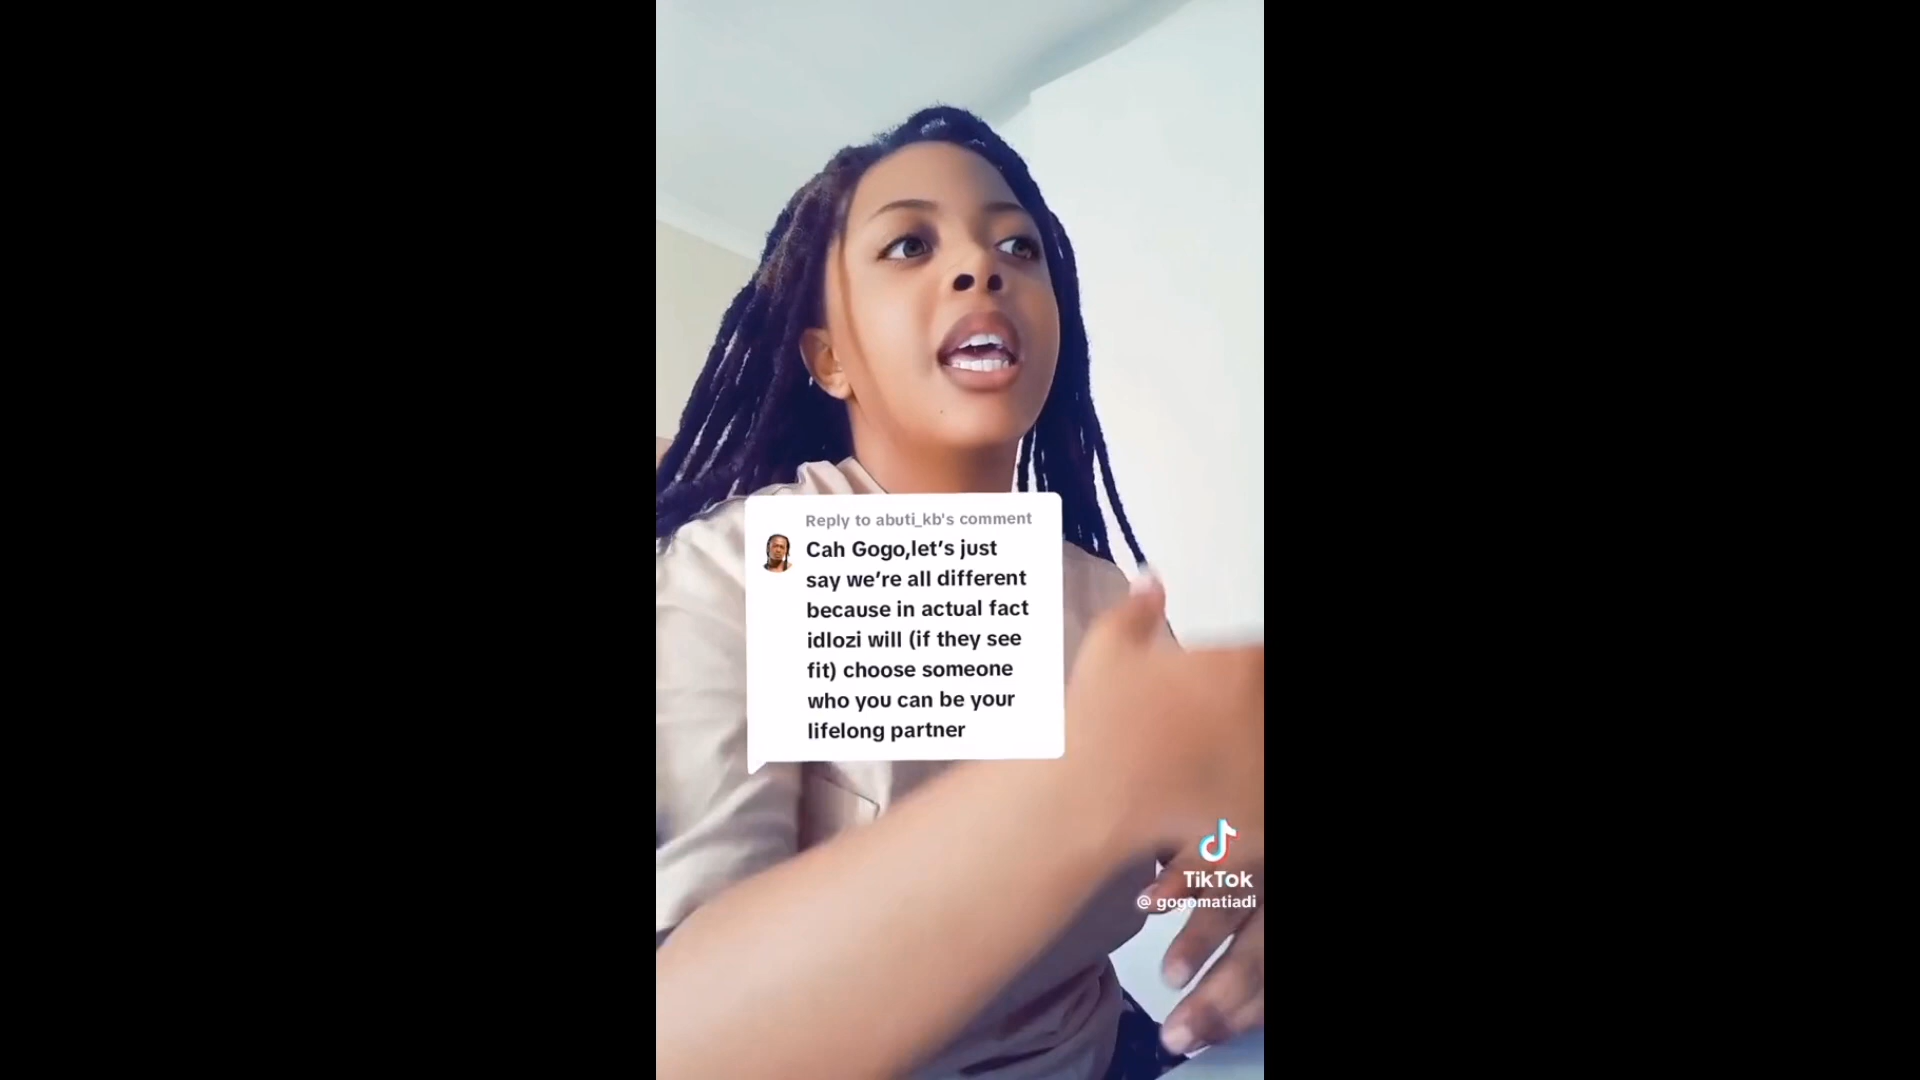 Reply to abuti_kb's comment
Cah Gogo,let’s just
say we’re all different
because in actual fact
idlozi will (if they see
fit) choose someone
who you can be your
lifelong partner
TikTok
@ gogomatiadi